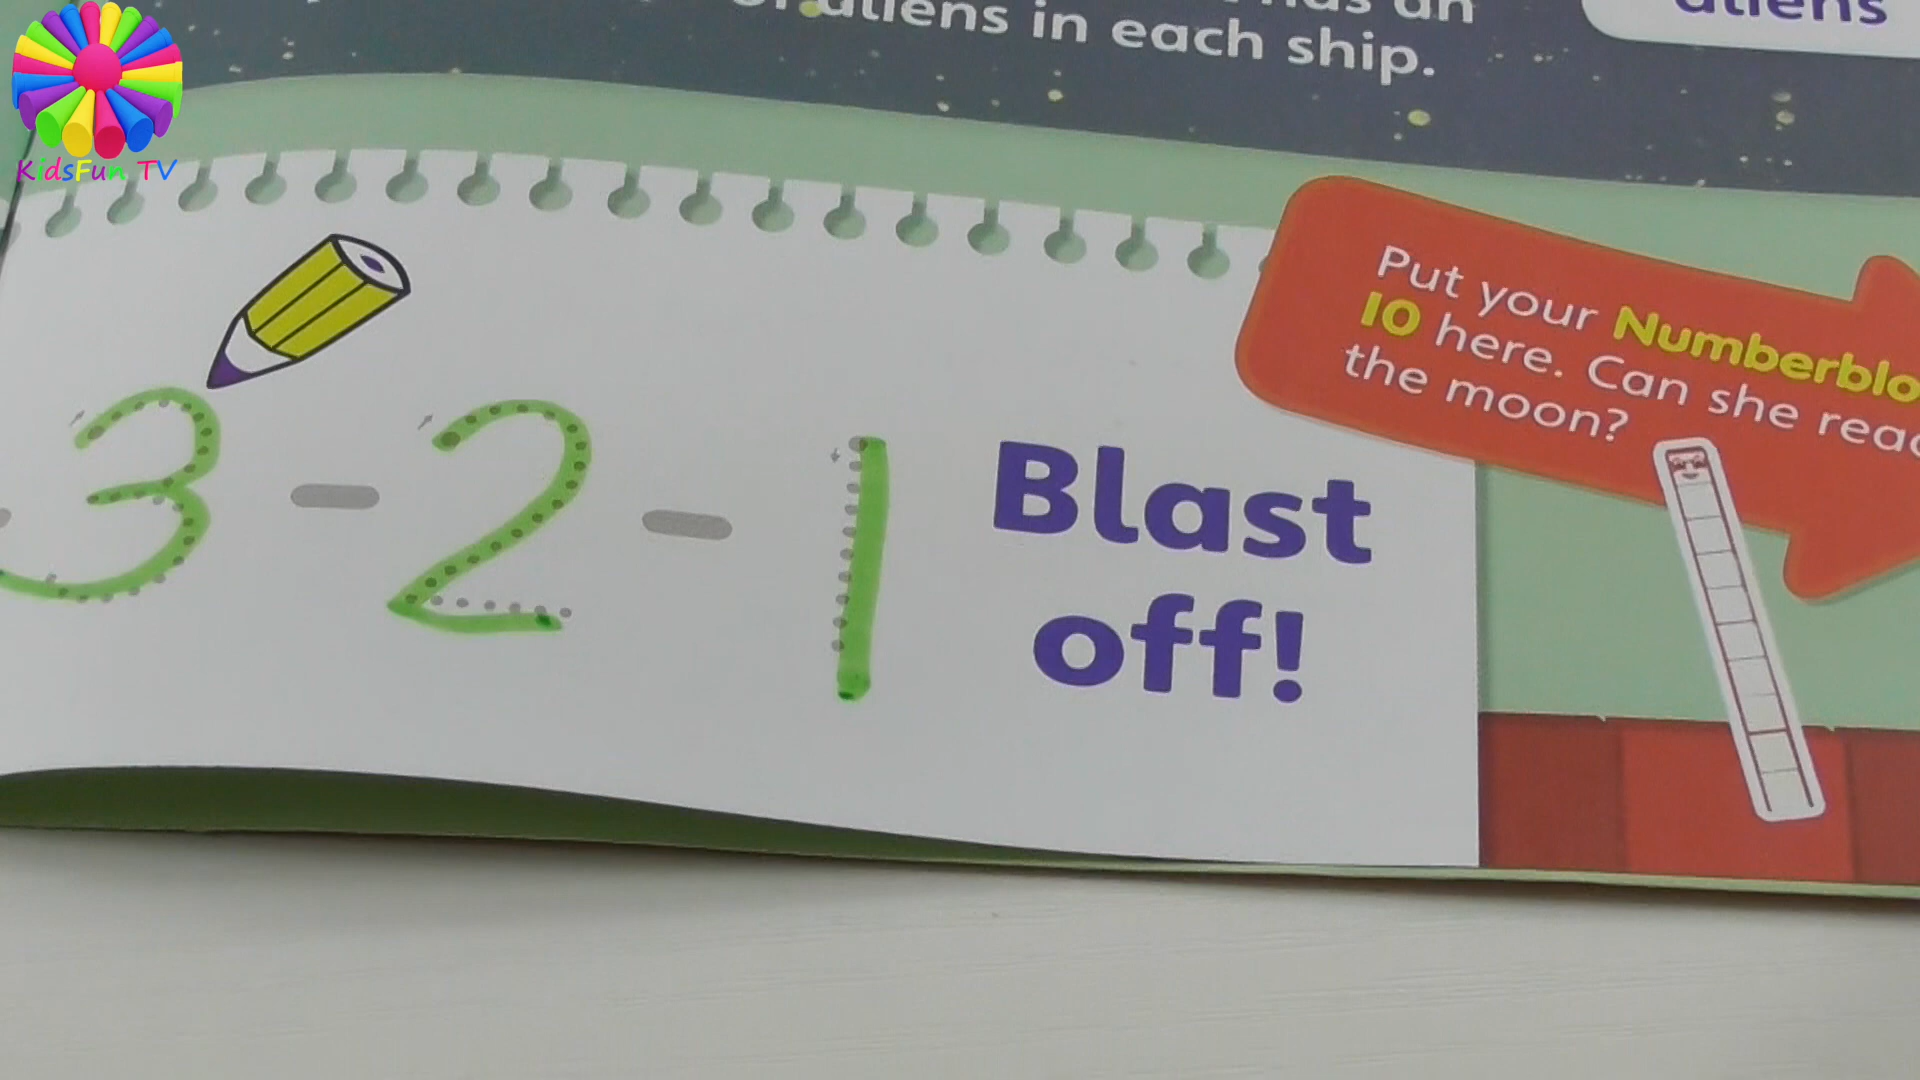 KidsFun TV
aliens in each ship.
aliens
Put your
10 here. Can she
the moon?
3 - 2 - 1
Blast
off!